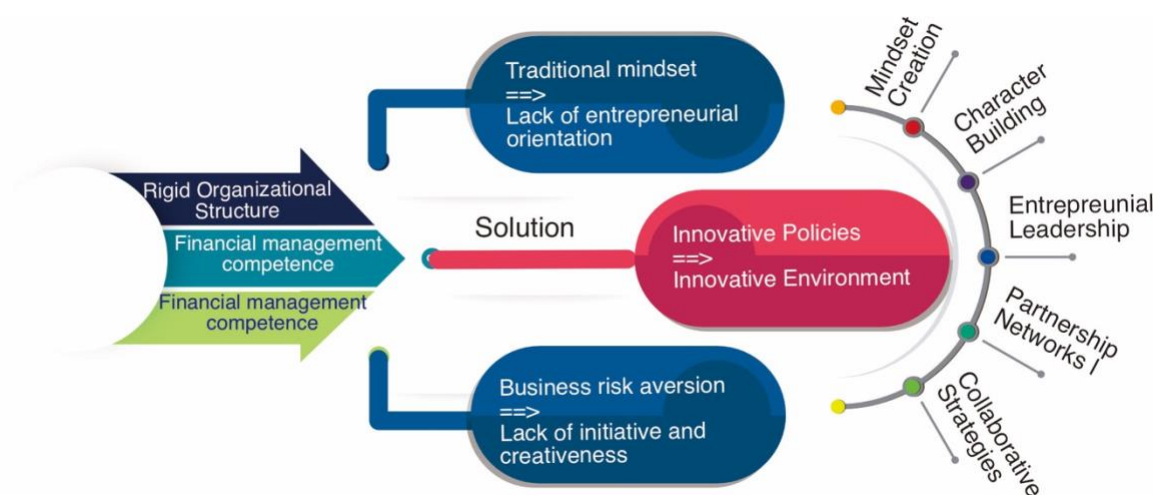 Rigid Organizational
Structure
Financial management
competence
Financial management
competence
Traditional mindset
==>
Lack of entrepreneurial
orientation
Solution
Innovative Policies
==>
Innovative Environment
Business risk aversion
==>
Lack of initiative and
creativeness
Mindset
Creation
Character
Building
Entrepreunial
Leadership
Partnership
Networks I
Collaborative
Strategies